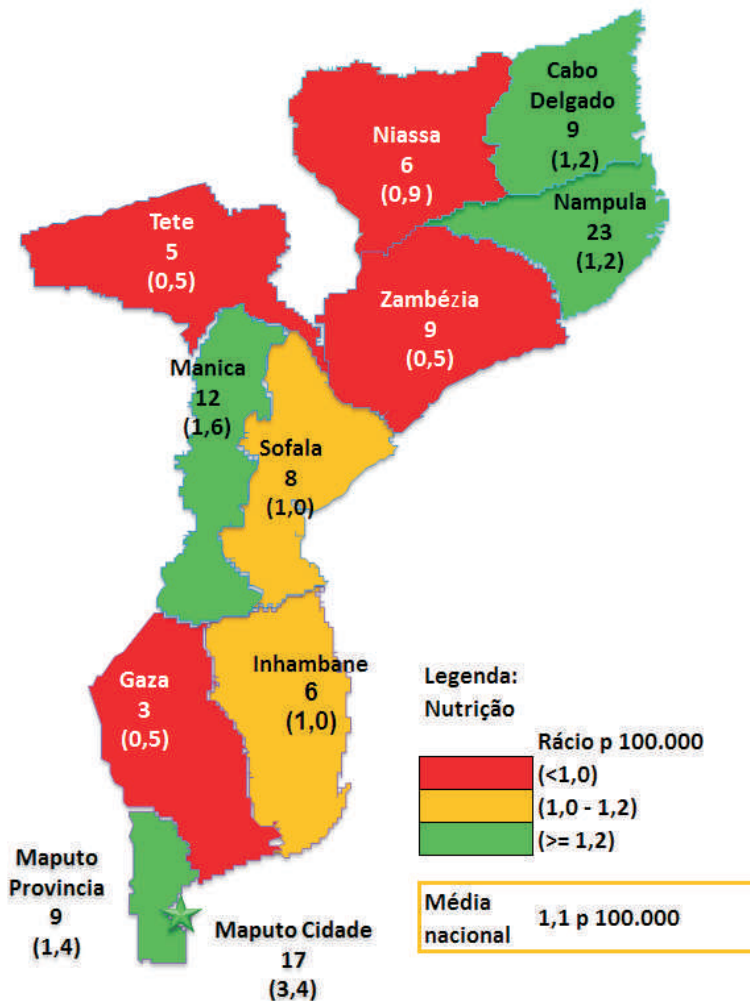 Cabo
Delgado
9
(1,2)
Niassa
6
(0,9 )
Nampula
23
(1,2)
Tete
5
(0,5)
Zambézia
9
(0,5)
Manica
12
(1,6)
Sofala
8
(1,0)
Inhambane
6
(1,0)
Gaza
3
(0,5)
Maputo
Provincia
9
(1,4)
Maputo Cidade
17
(3,4)
Legenda:
Nutrição
Rácio p 100.000
(<1,0)
(1,0 - 1,2)
(>= 1,2)
Média
nacional
1,1 p 100.000